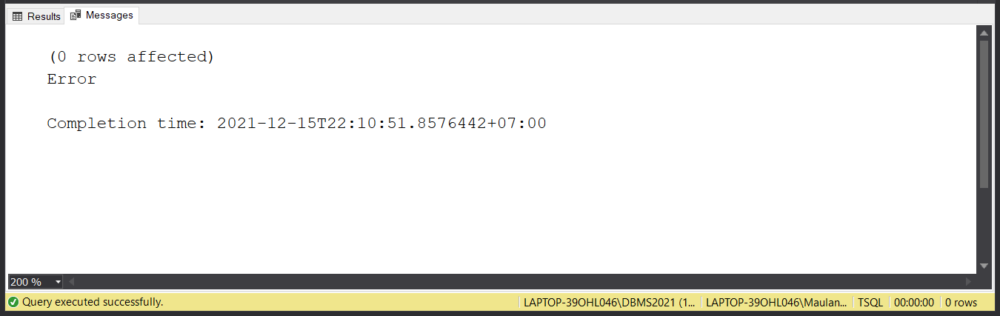 Results Messages
(0 rows affected)
Error
Completion time: 2021-12-15T22:10:51.8576442+07:00
200 %
Query executed successfully. LAPTOP-39OHL046\DBMS2021 (1... LAPTOP-39OHL046\Maulan... TSQL 00:00:00 0 rows